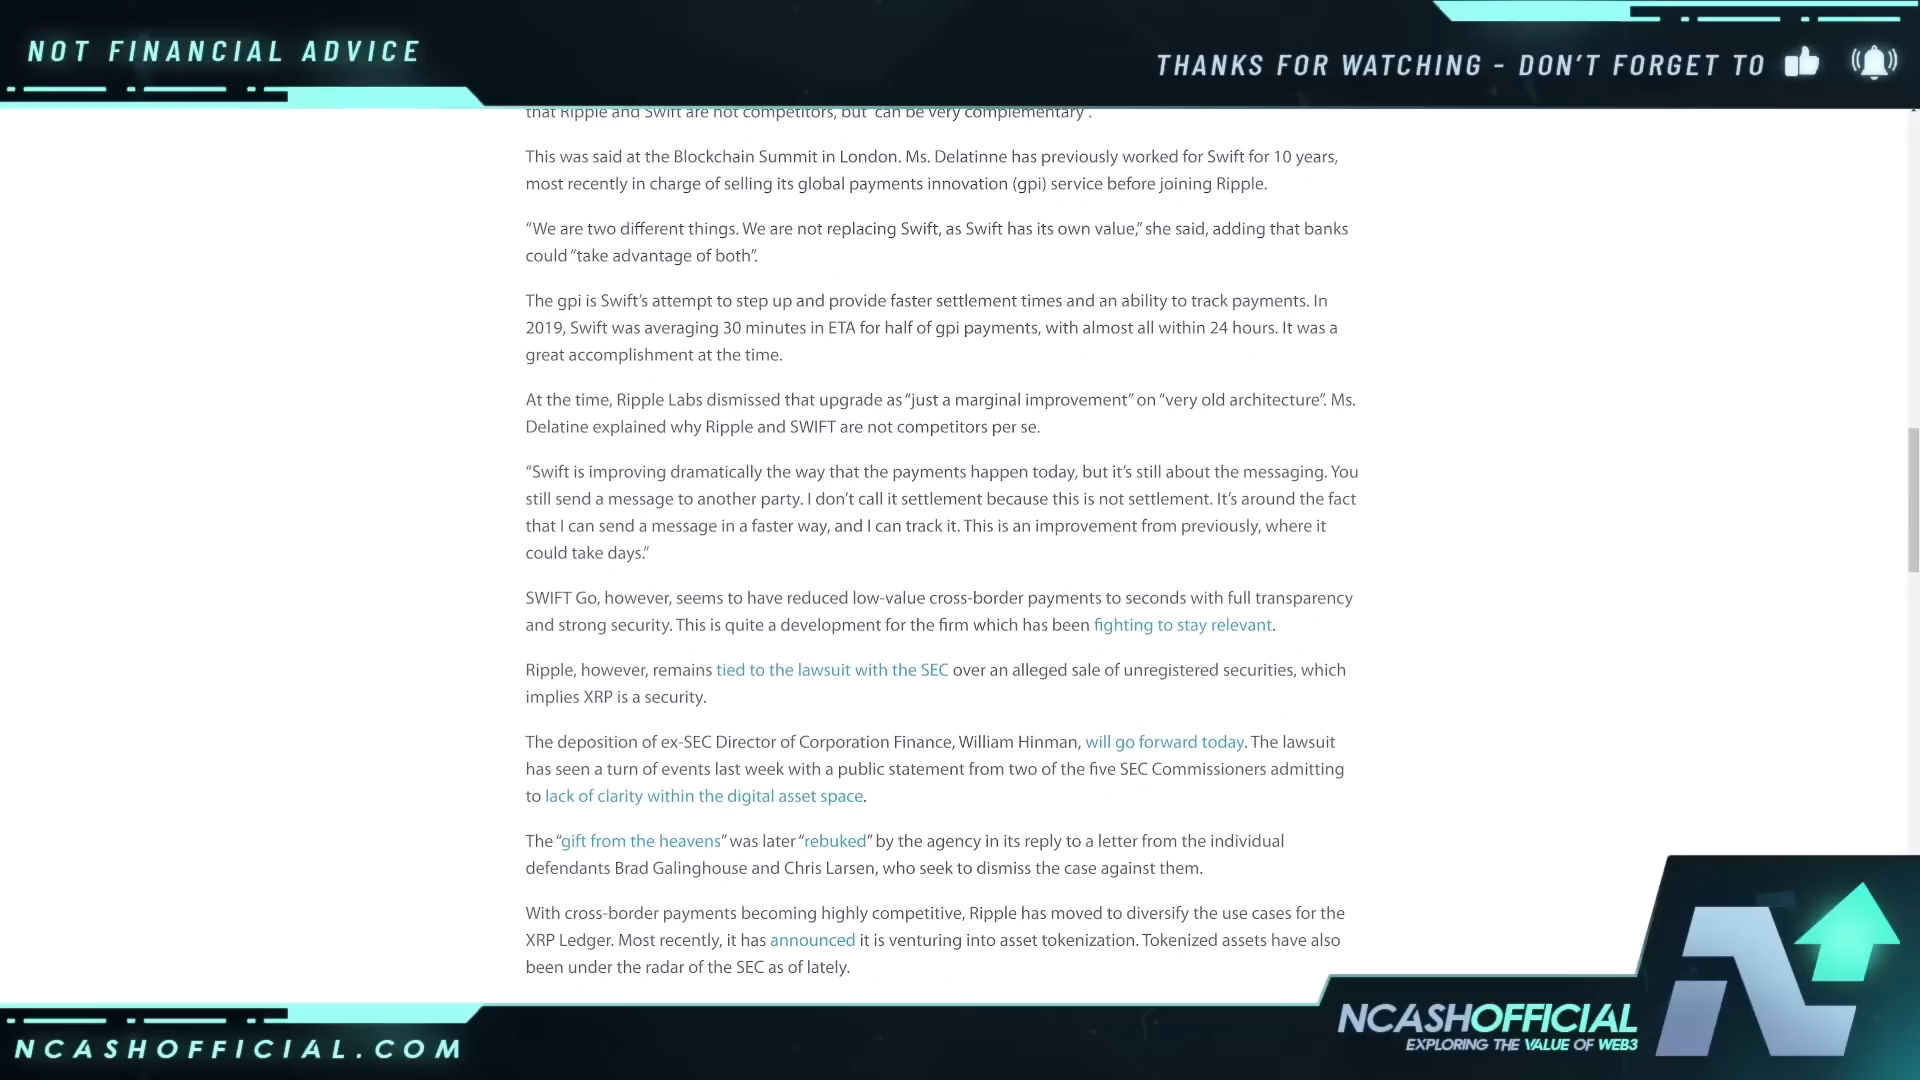 NOT FINANCIAL ADVICE
THANKS FOR WATCHING - DON'T FORGET TO
that Ripple and Swift are not competitors, but "can be very complementary".
This was said at the Blockchain Summit in London. Ms. Delatinne has previously worked for Swift for 10 years,
most recently in charge of selling its global payments innovation (gpi) service before joining Ripple.
“We are two different things. We are not replacing Swift, as Swift has its own value,” she said, adding that banks
could “take advantage of both”.
The gpi is Swift’s attempt to step up and provide faster settlement times and an ability to track payments. In
2019, Swift was averaging 30 minutes in ETA for half of gpi payments, with almost all within 24 hours. It was a
great accomplishment at the time.
At the time, Ripple Labs dismissed that upgrade as “just a marginal improvement” on “very old architecture”. Ms.
Delatine explained why Ripple and SWIFT are not competitors per se.
“Swift is improving dramatically the way that the payments happen today, but it’s still about the messaging. You
still send a message to another party. I don’t call it settlement because this is not settlement. It’s around the fact
that I can send a message in a faster way, and I can track it. This is an improvement from previously, where it
could take days.”
SWIFT Go, however, seems to have reduced low-value cross-border payments to seconds with full transparency
and strong security. This is quite a development for the firm which has been fighting to stay relevant.
Ripple, however, remains tied to the lawsuit with the SEC over an alleged sale of unregistered securities, which
implies XRP is a security.
The deposition of ex-SEC Director of Corporation Finance, William Hinman, will go forward today. The lawsuit
has seen a turn of events last week with a public statement from two of the five SEC Commissioners admitting
to lack of clarity within the digital asset space.
The “gift from the heavens” was later “rebuked” by the agency in its reply to a letter from the individual
defendants Brad Galinghouse and Chris Larsen, who seek to dismiss the case against them.
With cross-border payments becoming highly competitive, Ripple has moved to diversify the use cases for the
XRP Ledger. Most recently, it has announced it is venturing into asset tokenization. Tokenized assets have also
been under the radar of the SEC as of lately.
NCASHOFFICIAL
EXPLORING THE VALUE OF WEB3
NCASHOFFICIAL.COM